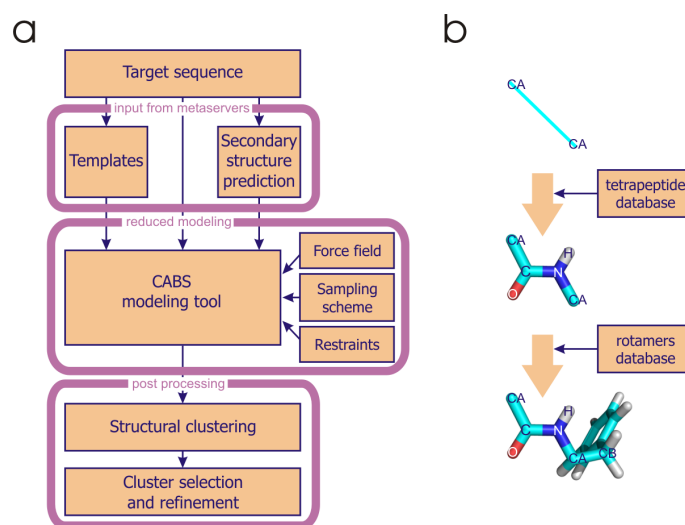 a
b
Target sequence
input from metaservers
Templates
Secondary
structure
prediction
reduced modeling
CABS
modeling tool
Force field
Sampling
scheme
Restraints
post processing
Structural clustering
Cluster selection
and refinement
CA
CA
tetrapeptide
database
CA
H
C
N
O
CA
rotamers
database
CA
H
C
N
O
CA
CB